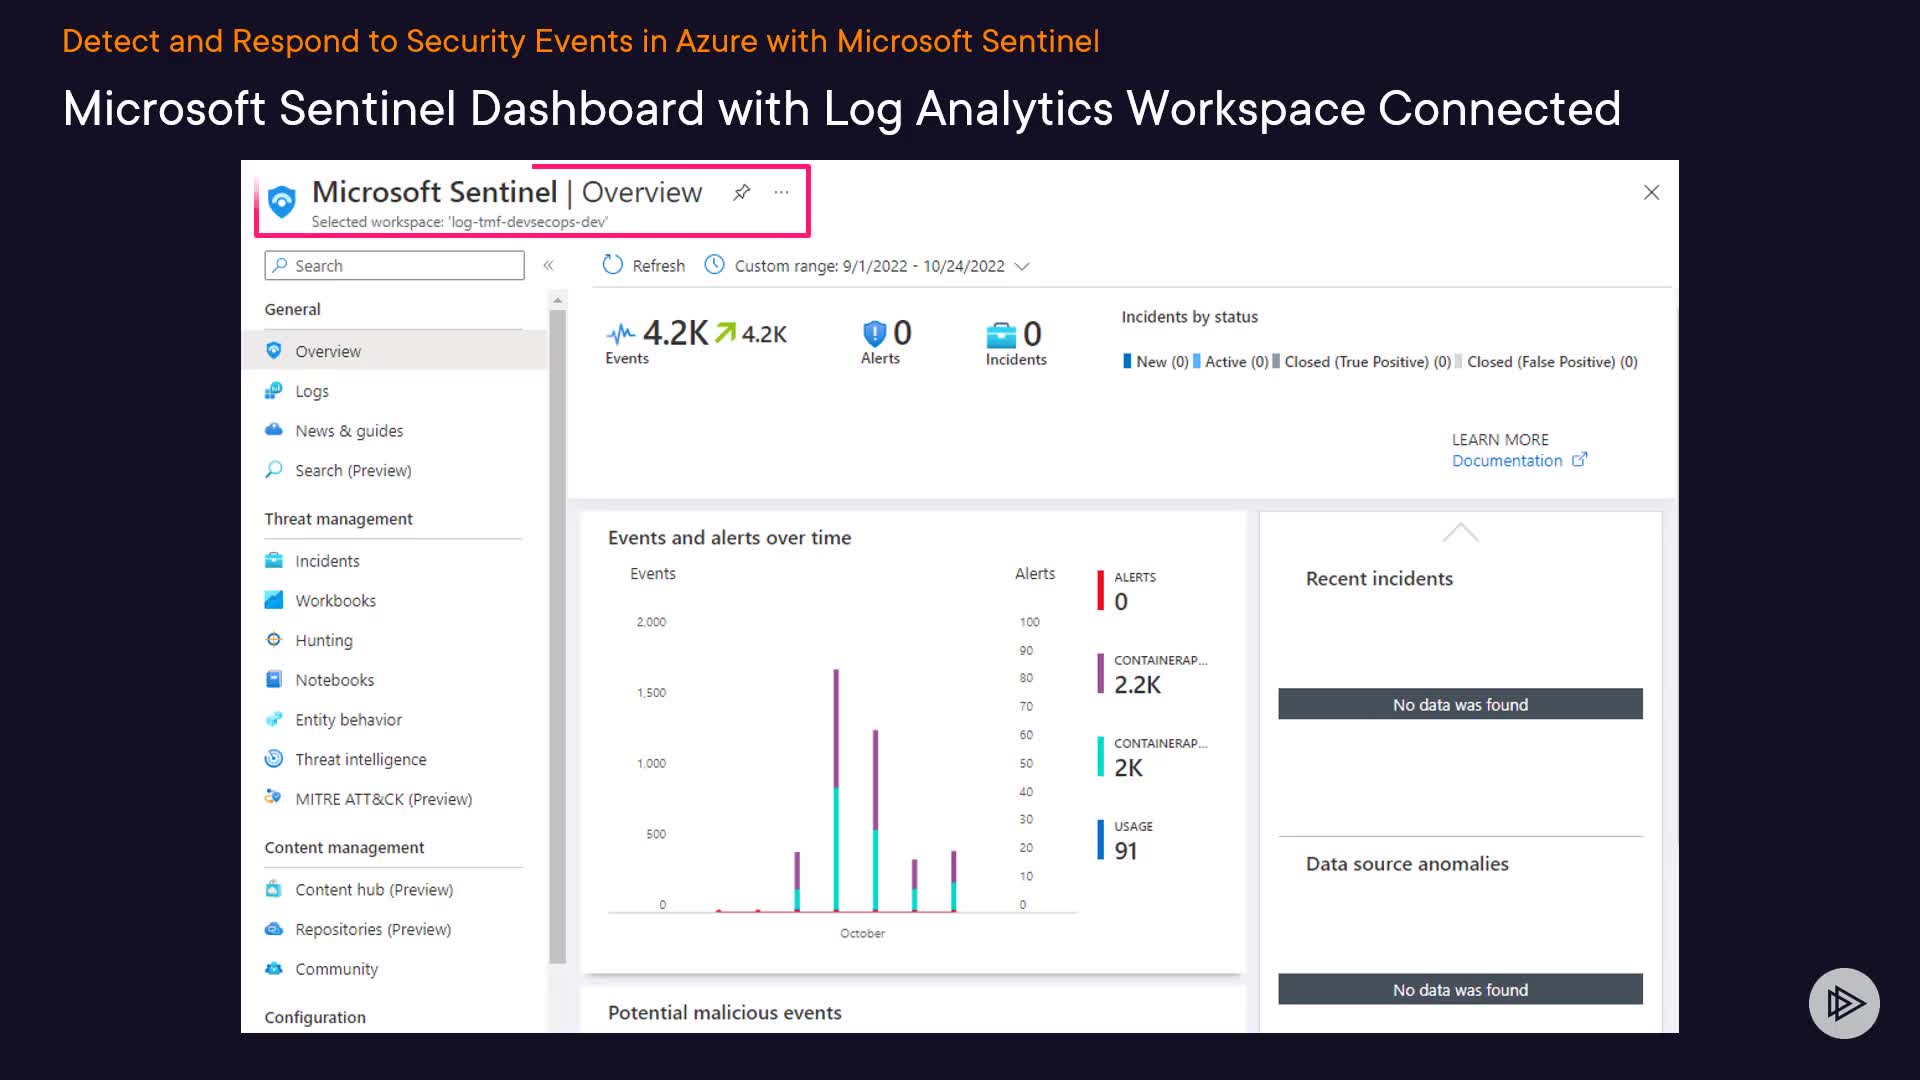 Detect and Respond to Security Events in Azure with Microsoft Sentinel
Microsoft Sentinel Dashboard with Log Analytics Workspace Connected
Microsoft Sentinel | Overview
Selected workspace: 'log-tmf-devsecops-dev'
Search
«
Refresh
Custom range: 9/1/2022 - 10/24/2022
General
Overview
Logs
News & guides
Search (Preview)
Threat management
Incidents
Workbooks
Hunting
Notebooks
Entity behavior
Threat intelligence
MITRE ATT&CK (Preview)
Content management
Content hub (Preview)
Repositories (Preview)
Community
Configuration
4.2K 4.2K
Events
0
Alerts
0
Incidents
Incidents by status
New (0) Active (0) Closed (True Positive) (0) Closed (False Positive) (0)
LEARN MORE
Documentation
Events and alerts over time
Events
Alerts
2,000
1,500
1,000
500
0
100
90
80
70
60
50
40
30
20
10
0
October
ALERTS
0
CONTAINERAP...
2.2K
CONTAINERAP...
2K
USAGE
91
Potential malicious events
Recent incidents
No data was found
Data source anomalies
No data was found